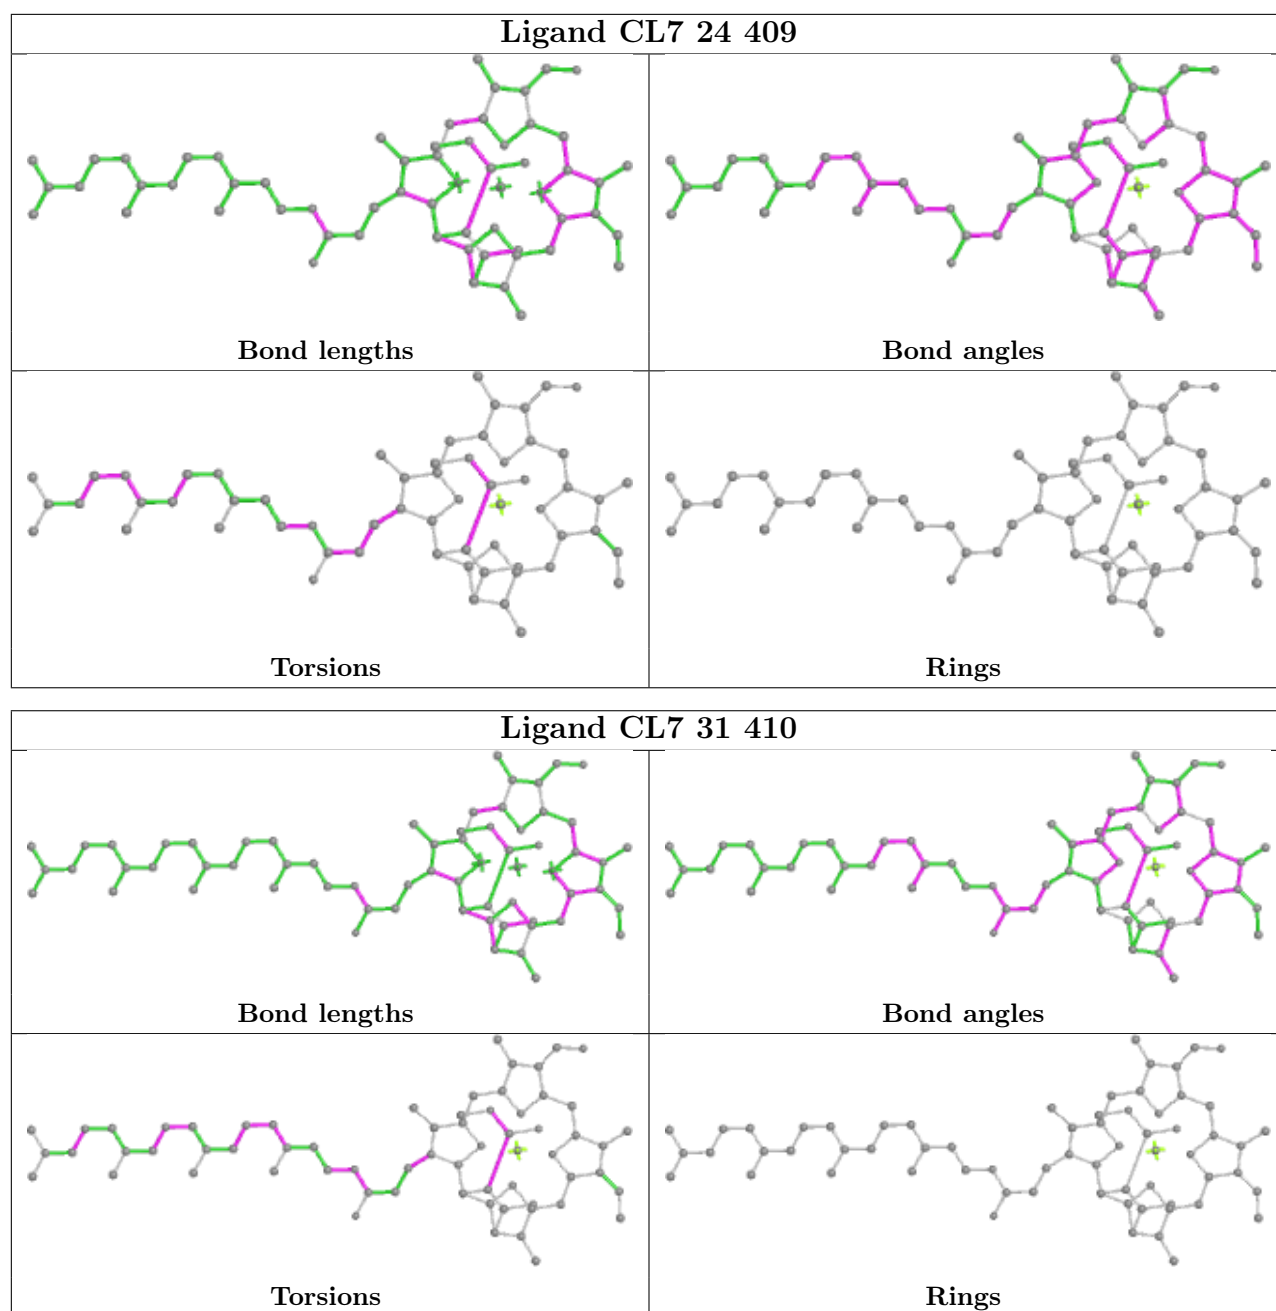 Ligand CL7 24 409
Bond lengths
Bond angles
Torsions
Rings
Ligand CL7 31 410
Bond lengths
Bond angles
Torsions
Rings